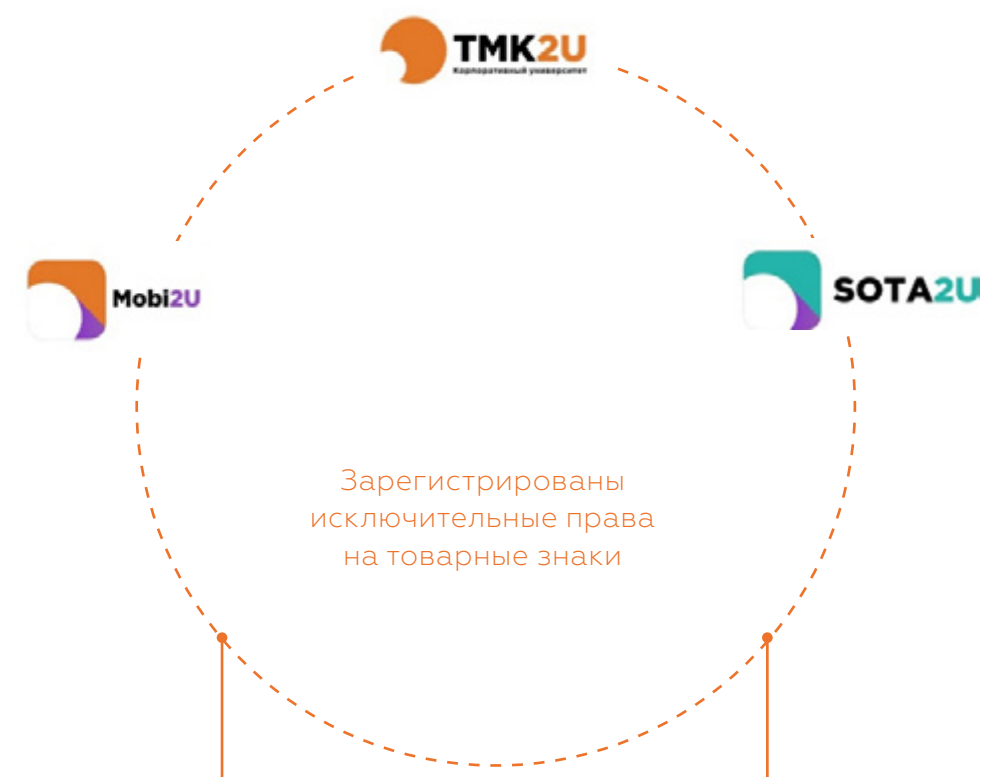 TMK2U
Корпоративный университет
Mobi2U
SOTA2U
Зарегистрированы
исключительные права
на товарные знаки